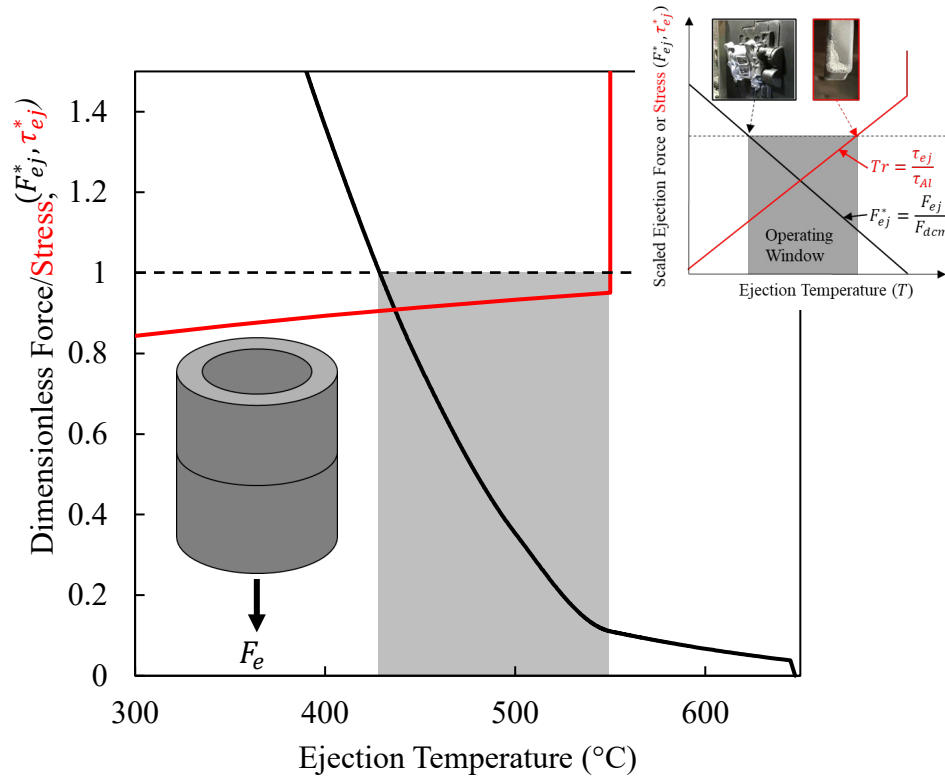 Dimensionless Force/Stress, (F*ej, τ*ej)
1.4
1.2
1
0.8
0.6
0.4
0.2
0
300
400
500
600
Ejection Temperature (°C)
Fe
Scaled Ejection Force or Stress (F*ej, τ*ej)
Tr = τej/τAl
F*ej = Fej/Fdcm
Operating
Window
Ejection Temperature (T)